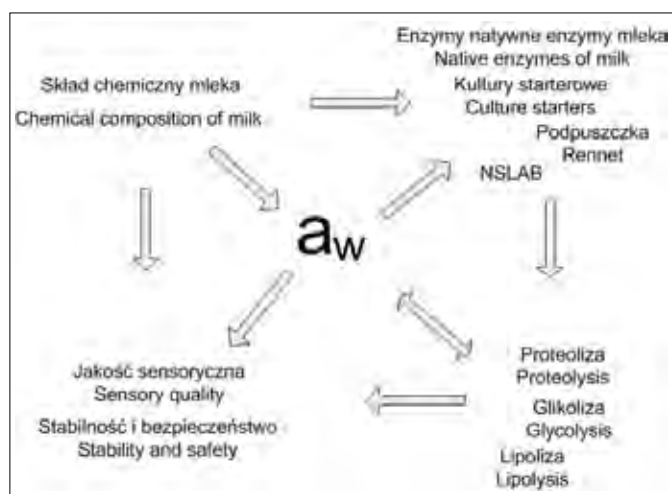 Skład chemiczny mleka
Chemical composition of milk
Enzymy natywne enzymy mleka
Native enzymes of milk
Kultury starterowe
Culture starters
Podpuszczka
Rennet
NSLAB
aw
Jakość sensoryczna
Sensory quality
Stabilność i bezpieczeństwo
Stability and safety
Proteoliza
Proteolysis
Glikoliza
Glycolysis
Lipoliza
Lipolysis